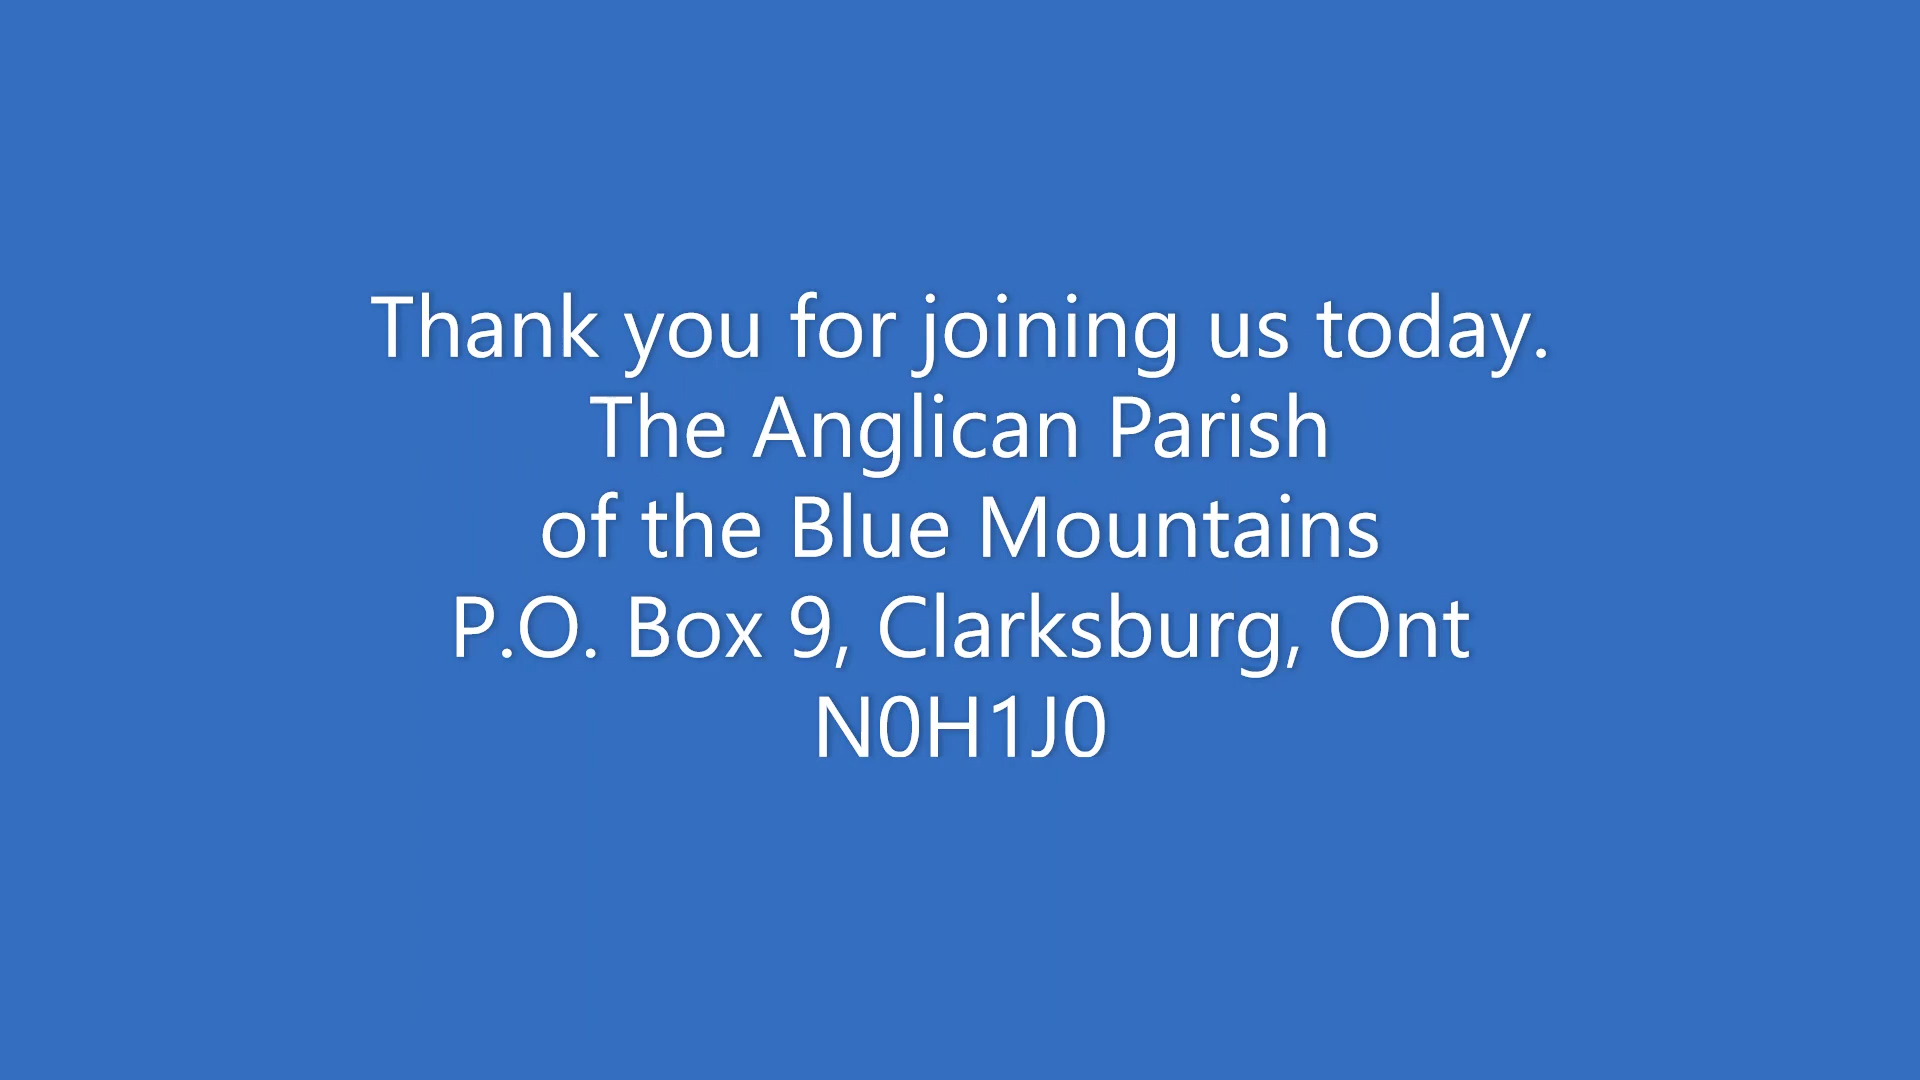 Thank you for joining us today.
The Anglican Parish
of the Blue Mountains
P.O. Box 9, Clarksburg, Ont
N0H1J0